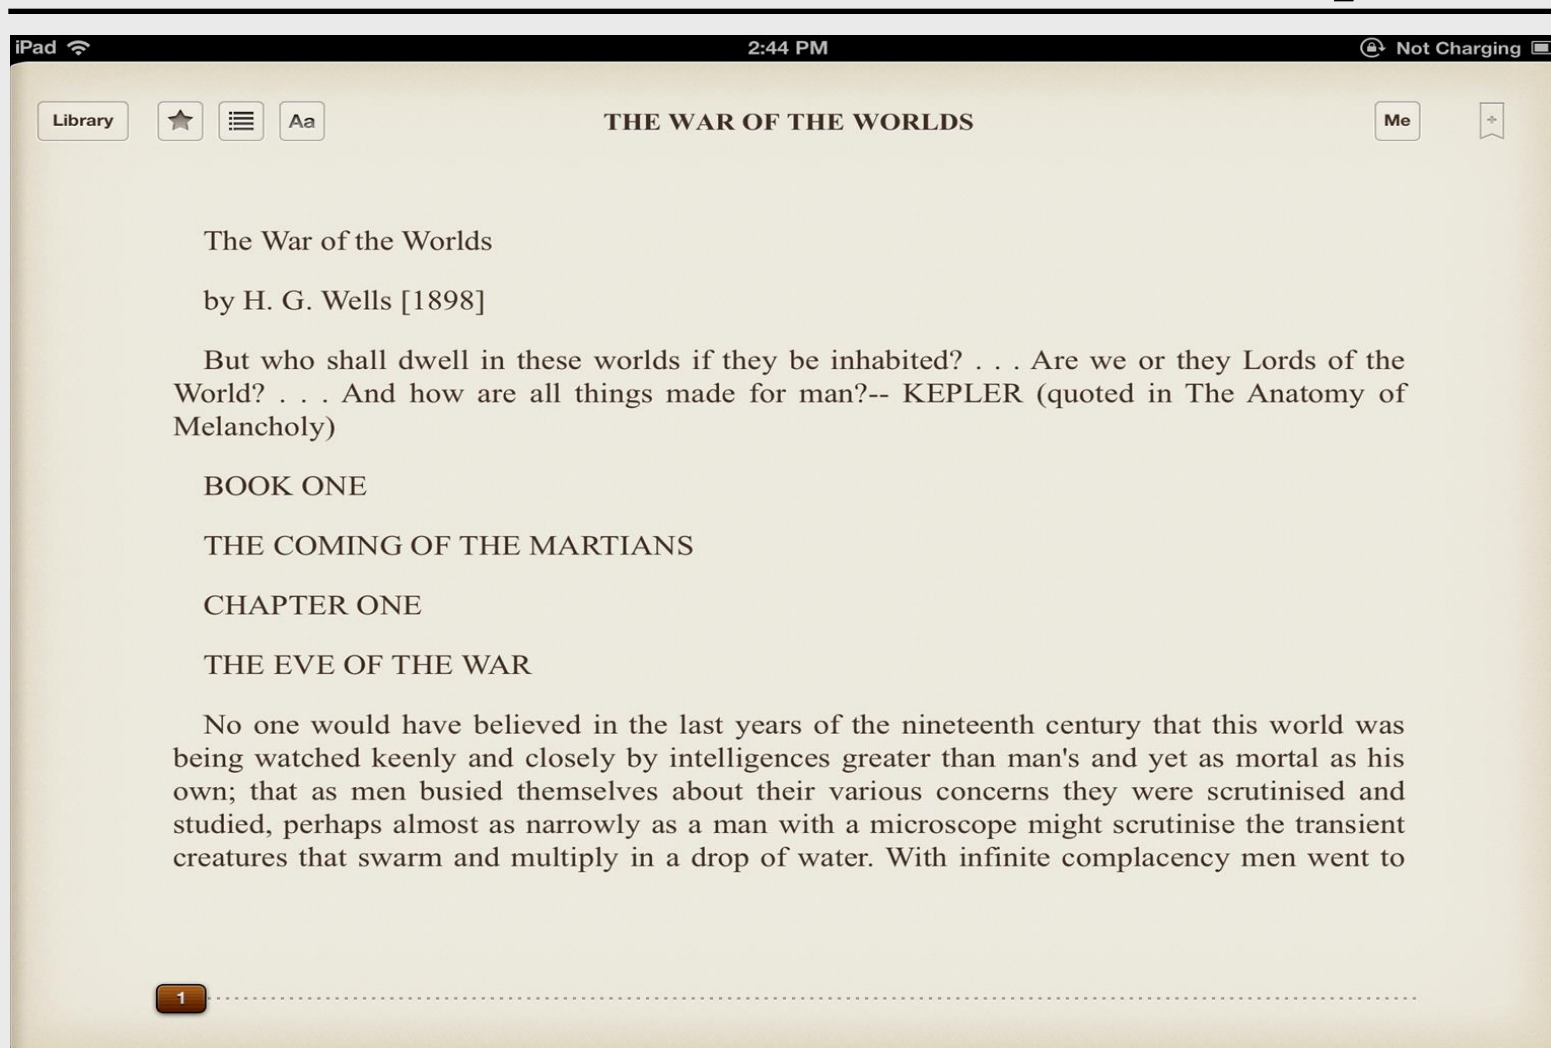 iPad 2:44 PM Not Charging
Library Aa THE WAR OF THE WORLDS Me
The War of the Worlds
by H. G. Wells [1898]
But who shall dwell in these worlds if they be inhabited? . . . Are we or they Lords of the
World? . . . And how are all things made for man?-- KEPLER (quoted in The Anatomy of
Melancholy)
BOOK ONE
THE COMING OF THE MARTIANS
CHAPTER ONE
THE EVE OF THE WAR
No one would have believed in the last years of the nineteenth century that this world was
being watched keenly and closely by intelligences greater than man's and yet as mortal as his
own; that as men busied themselves about their various concerns they were scrutinised and
studied, perhaps almost as narrowly as a man with a microscope might scrutinise the transient
creatures that swarm and multiply in a drop of water. With infinite complacency men went to
1